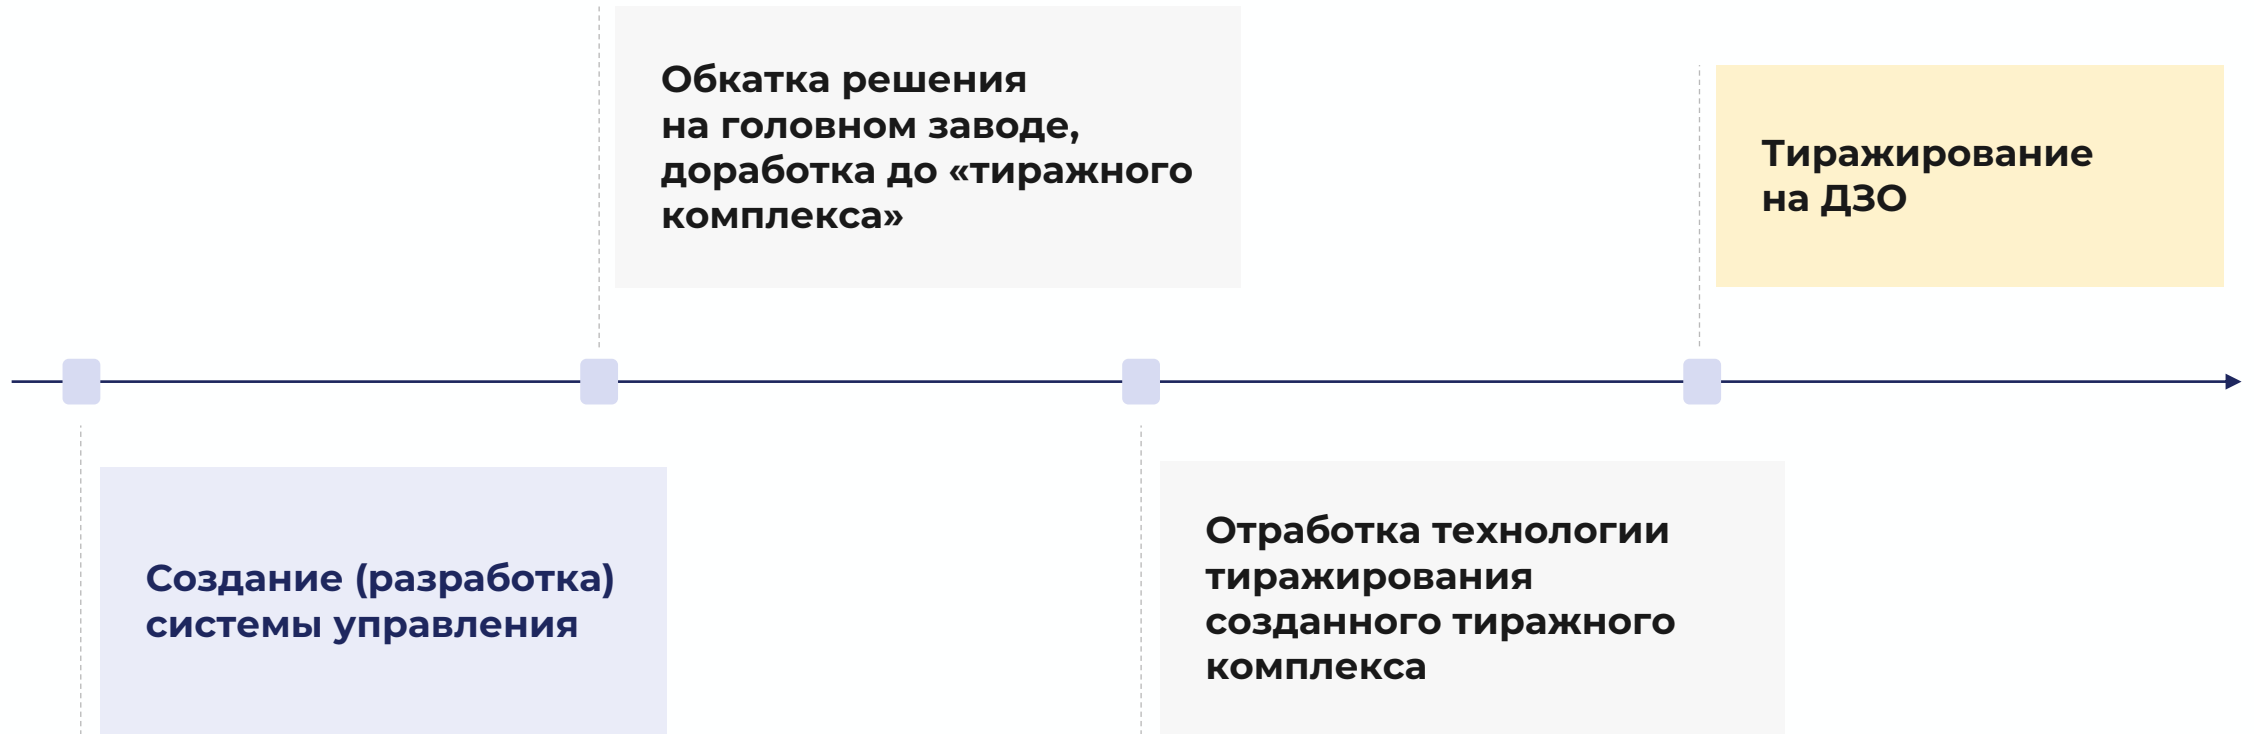 Обкатка решения
на головном заводе,
доработка до «тиражного
комплекса»
Тиражирование
на ДЗО
Создание (разработка)
системы управления
Отработка технологии
тиражирования
созданного тиражного
комплекса